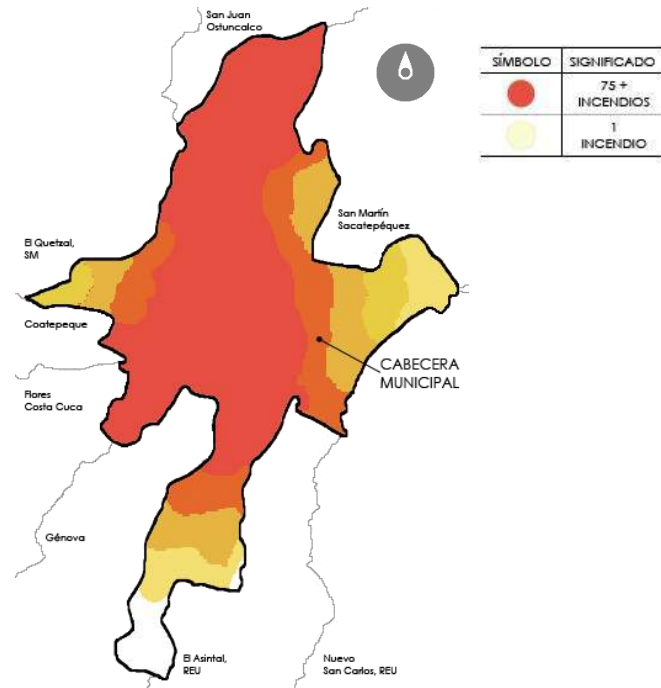 San Juan
Ostuncalco
SÍMBOLO
SIGNIFICADO
75 +
INCENDIOS
1
INCENDIO
San Martín
Sacatepéquez
El Quetzal,
SM
Coatepeque
CABECERA
MUNICIPAL
Flores
Costa Cuca
Génova
El Asintal,
REU
Nuevo
San Carlos, REU